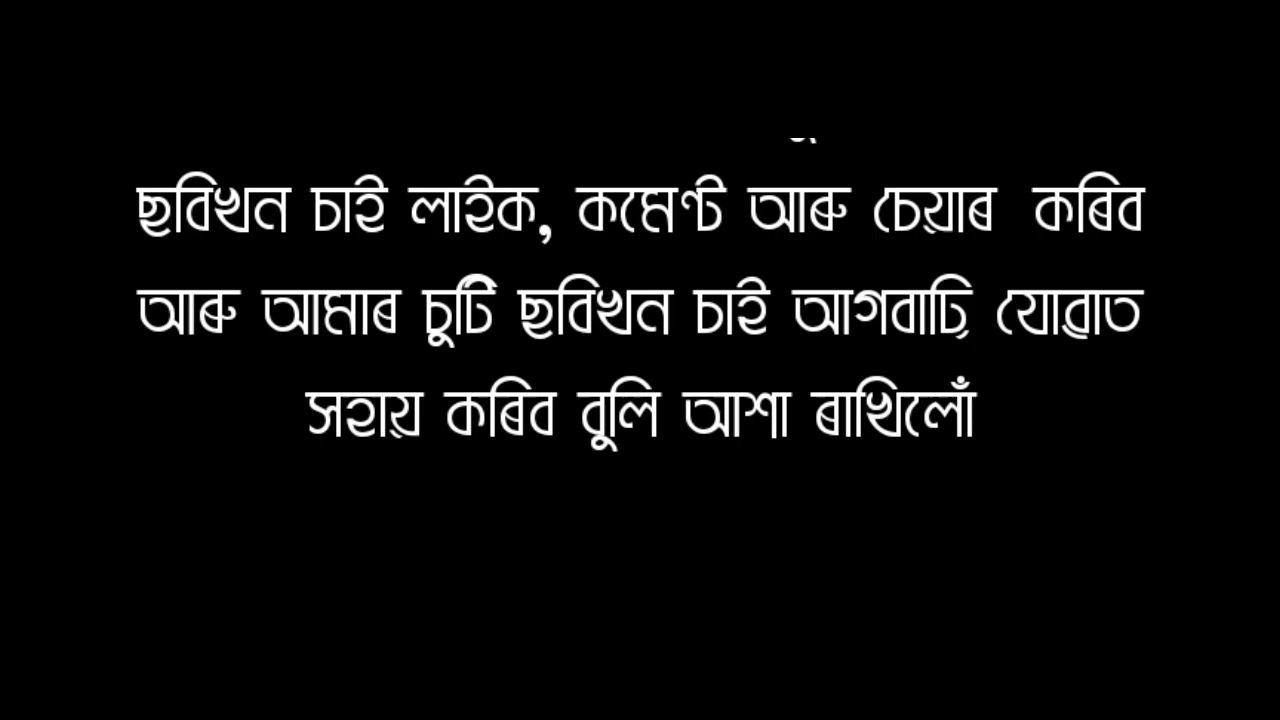 ছবিখন চাই লাইক, কমেণ্ট আৰু চেয়াৰ কৰিব
আৰু আমাৰ চুটি ছবিখন চাই আগবাঢ়ি যোৱাত
সহায় কৰিব বুলি আশা ৰাখিলোঁ